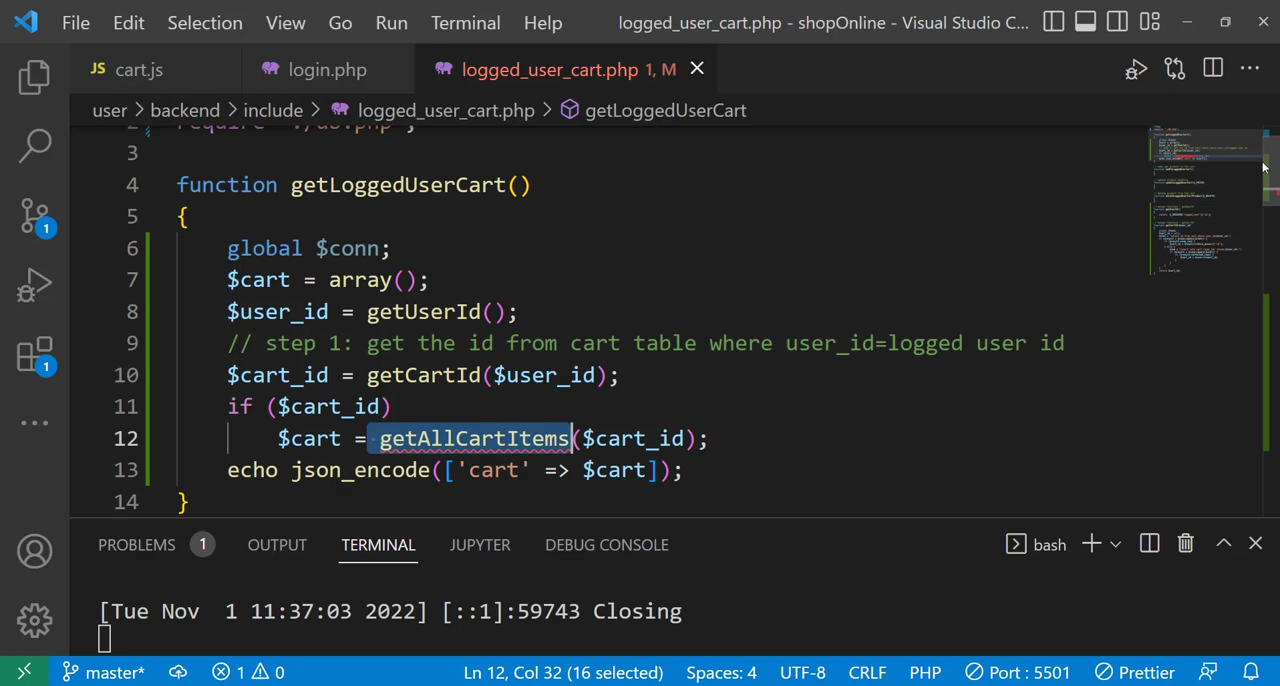 File Edit Selection View Go Run Terminal Help logged_user_cart.php - shopOnline - Visual Studio C...
JS cart.js login.php logged_user_cart.php 1, M
user > backend > include > logged_user_cart.php > getLoggedUserCart
3
4 function getLoggedUserCart()
5 {
6 global $conn;
7 $cart = array();
8 $user_id = getUserId();
9 // step 1: get the id from cart table where user_id=logged user id
10 $cart_id = getCartId($user_id);
11 if ($cart_id)
12 $cart = getAllCartItems($cart_id);
13 echo json_encode(['cart' => $cart]);
14 }
1
1
PROBLEMS 1 OUTPUT TERMINAL JUPYTER DEBUG CONSOLE bash
[Tue Nov 1 11:37:03 2022] [::1]:59743 Closing
master* 1 0 Ln 12, Col 32 (16 selected) Spaces: 4 UTF-8 CRLF PHP Port : 5501 Prettier